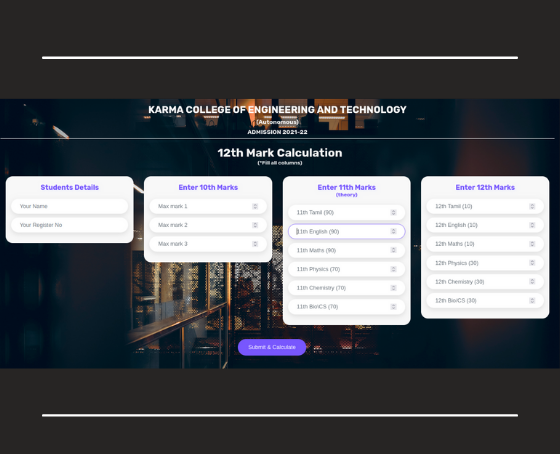 KARMA COLLEGE OF ENGINEERING AND TECHNOLOGY
(Autonomous)
ADMISSION 2021-22
12th Mark Calculation
(*Fill all columns)
Students Details
Your Name
Your Register No
Enter 10th Marks
Max mark 1
Max mark 2
Max mark 3
Enter 11th Marks
(theory)
11th Tamil (90)
11th English (90)
11th Maths (90)
11th Physics (70)
11th Chemistry (70)
11th Bio/CS (70)
Enter 12th Marks
12th Tamil (10)
12th English (10)
12th Maths (10)
12th Physics (30)
12th Chemistry (30)
12th Bio/CS (30)
Submit & Calculate